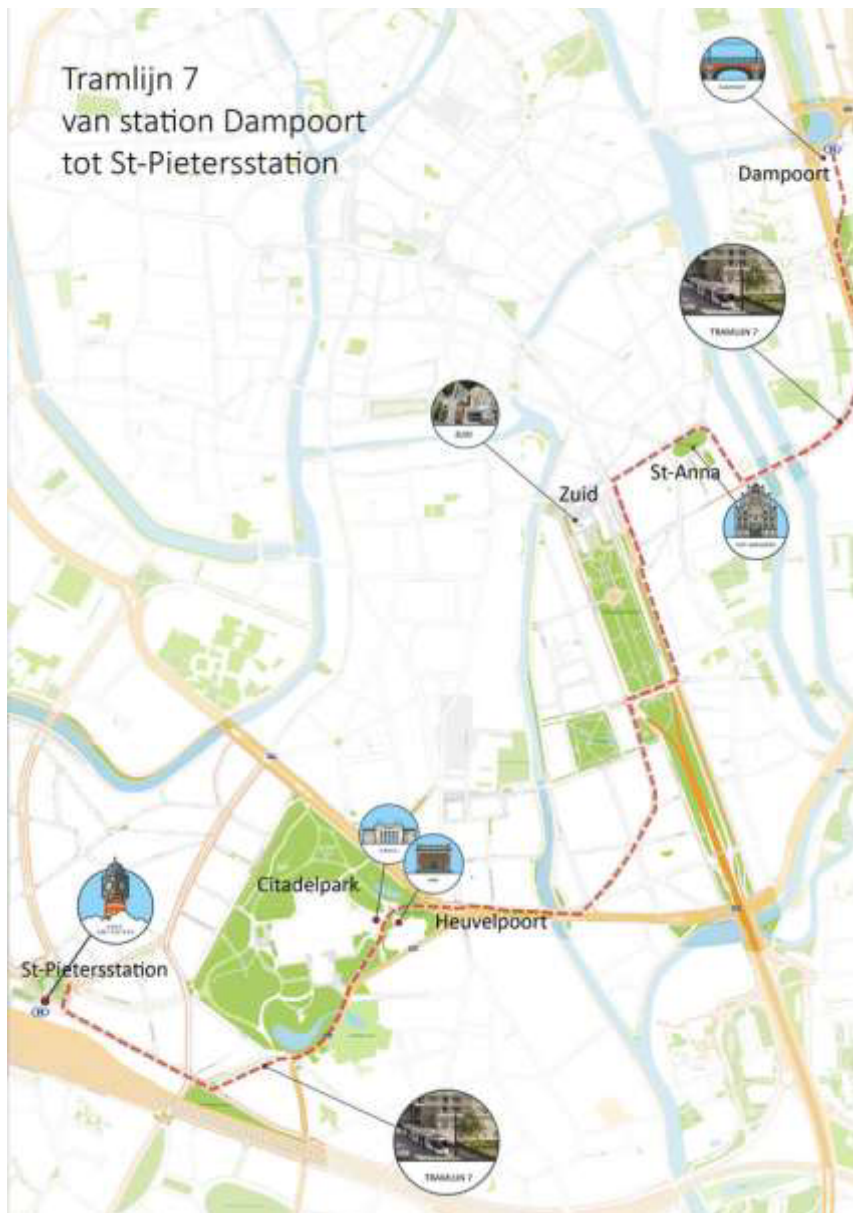 Tramlijn 7
van station Dampoort
tot St-Pietersstation
Dampoort
TRAMLIJN 7
ZUID
St-Anna
Zuid
Citadelpark
Heuvelpoort
St-Pietersstation
TRAMLIJN 7